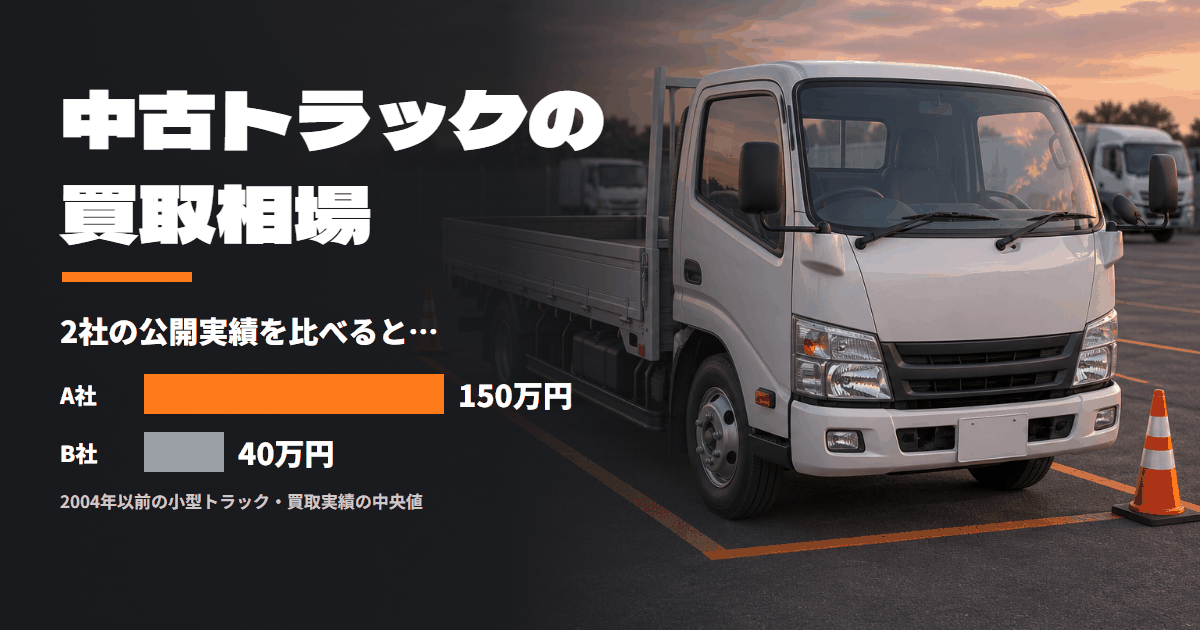 中古トラックの
買取相場
2社の公開実績を比べると…
A社 150万円
B社 40万円
2004年以前の小型トラック・買取実績の中央値